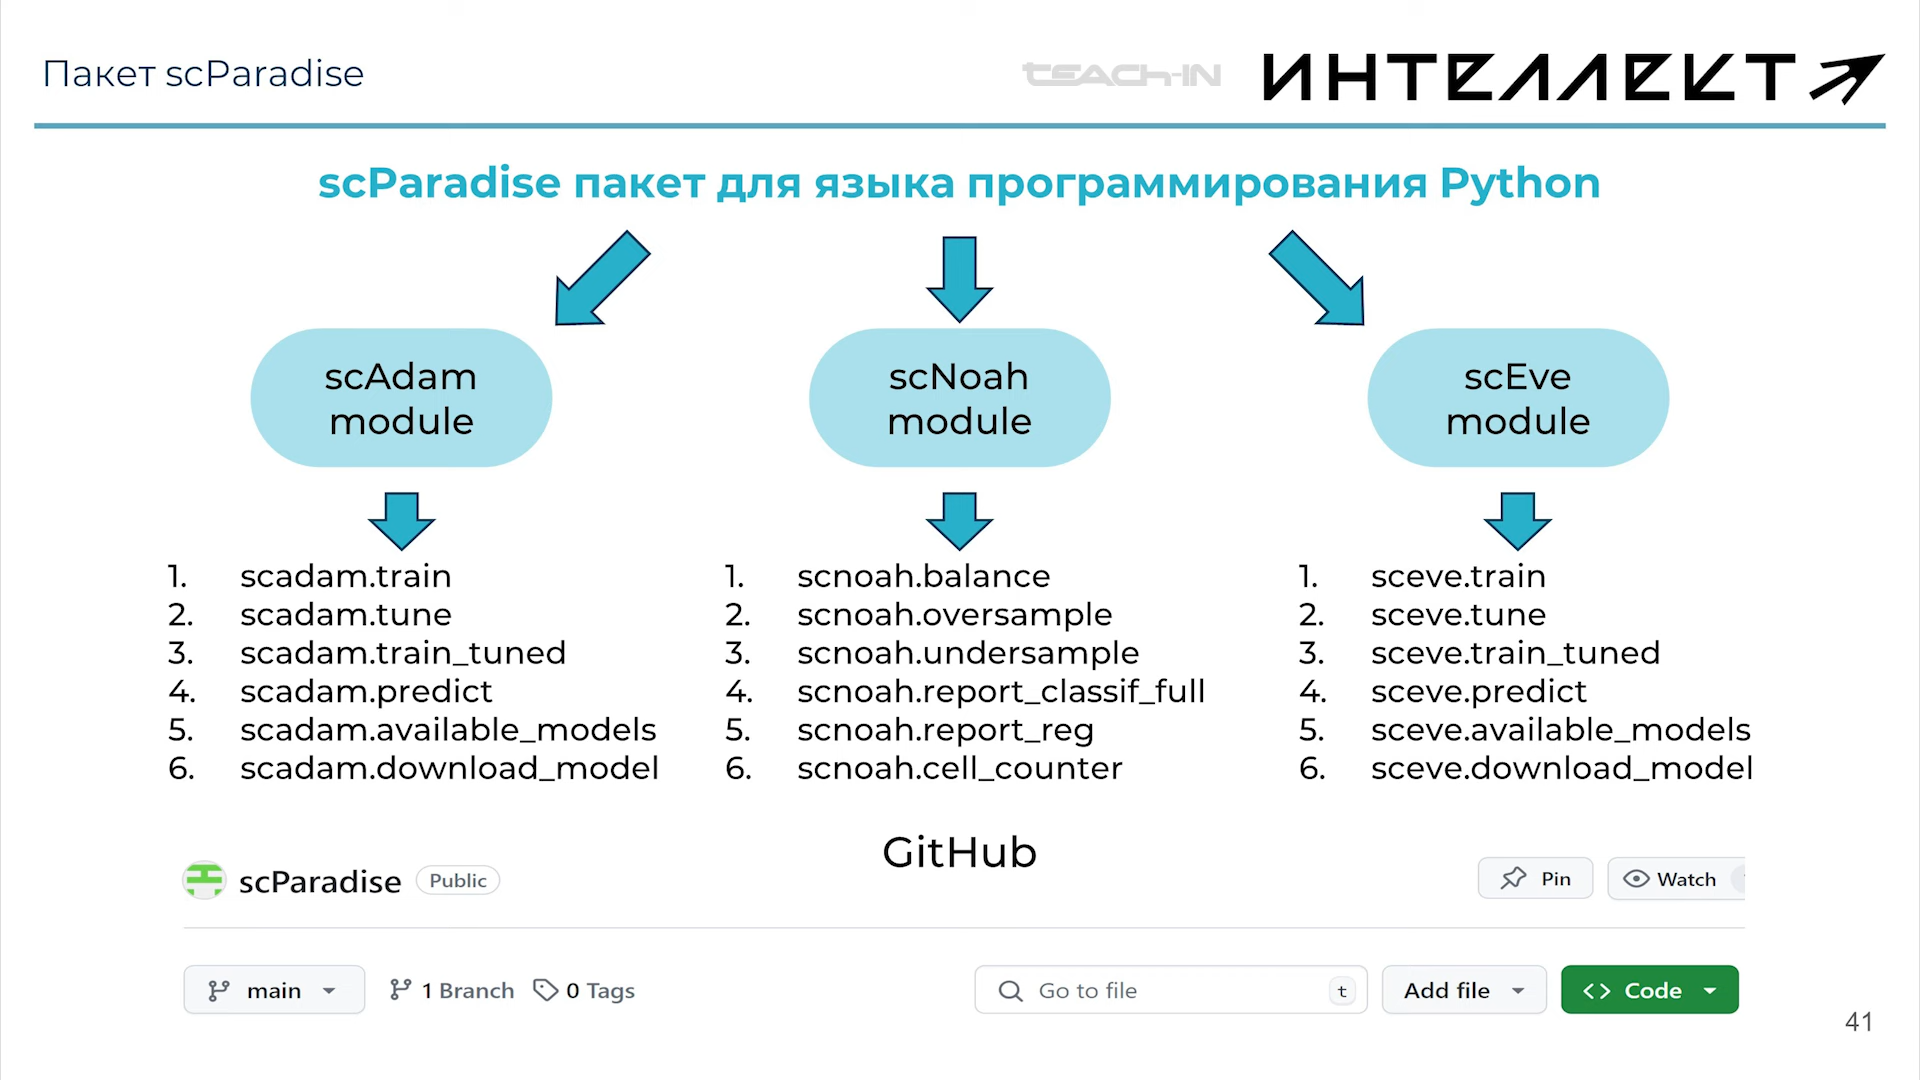 Пакет scParadise
TEACH-IN
ИНТЕЛЛЕКТ
scParadise пакет для языка программирования Python
scAdam
module
scNoah
module
scEve
module
1. scadam.train
2. scadam.tune
3. scadam.train_tuned
4. scadam.predict
5. scadam.available_models
6. scadam.download_model
1. scnoah.balance
2. scnoah.oversample
3. scnoah.undersample
4. scnoah.report_classif_full
5. scnoah.report_reg
6. scnoah.cell_counter
1. sceve.train
2. sceve.tune
3. sceve.train_tuned
4. sceve.predict
5. sceve.available_models
6. sceve.download_model
GitHub
scParadise Public
Pin
Watch
main
1 Branch
0 Tags
Go to file
t
Add file
<> Code
41